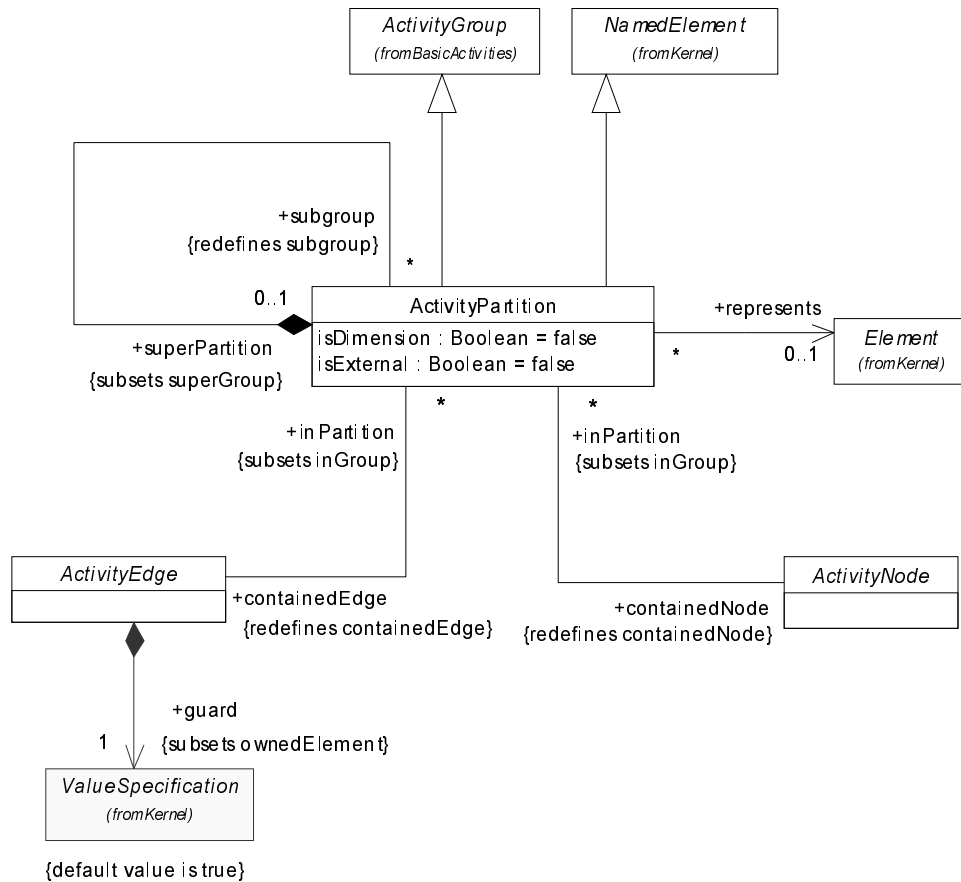 ActivityGroup
(fromBasicActivities)
NamedElement
(fromKernel)
+subgroup
{redefines subgroup}
*
0..1
ActivityPartition
+superPartition
{subsets superGroup}
isDimension : Boolean = false
isExternal : Boolean = false
+represents
*
0..1
Element
(fromKernel)
*
*
+inPartition
{subsets inGroup}
+inPartition
{subsets inGroup}
ActivityEdge
ActivityNode
+containedEdge
{redefines containedEdge}
+containedNode
{redefines containedNode}
+guard
1
{subsets ownedElement}
ValueSpecification
(fromKernel)
{default value is true}